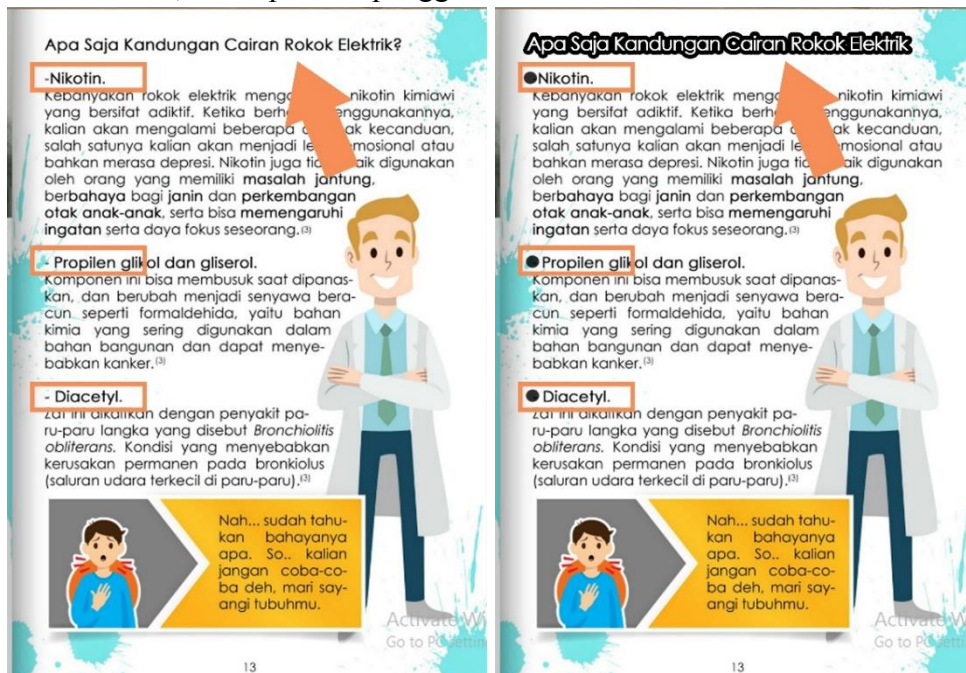 Apa Saja Kandungan Cairan Rokok Elektrik?
-Nikotin.
Kebanyakan rokok elektrik meng nikotin kimiawi
yang bersifat adiktif. Ketika berh enggunakannya,
kalian akan mengalami beberapa ak kecanduan,
salah satunya kalian akan menjadi le mosional atau
bahkan merasa depresi. Nikotin juga tid aik digunakan
oleh orang yang memiliki masalah jantung,
berbahaya bagi janin dan perkembangan
otak anak-anak, serta bisa memengaruhi
ingatan serta daya fokus seseorang.(3)
- Propilen glikol dan gliserol.
Komponen ini bisa membusuk saat dipanas-
kan, dan berubah menjadi senyawa bera-
cun seperti formaldehida, yaitu bahan
kimia yang sering digunakan dalam
bahan bangunan dan dapat menye-
babkan kanker.(3)
- Diacetyl.
Zat ini dikaitkan dengan penyakit pa-
ru-paru langka yang disebut Bronchiolitis
obliterans. Kondisi yang menyebabkan
kerusakan permanen pada bronkiolus
(saluran udara terkecil di paru-paru).(3)
Nah... sudah tahu-
kan bahayanya
apa. So.. kalian
jangan coba-co-
ba deh, mari say-
angi tubuhmu.
Activate
Go to PC
13
Apa Saja Kandungan Cairan Rokok Elektrik
●Nikotin.
Kebanyakan rokok elektrik meng nikotin kimiawi
yang bersifat adiktif. Ketika berh enggunakannya,
kalian akan mengalami beberapa ak kecanduan,
salah satunya kalian akan menjadi le mosional atau
bahkan merasa depresi. Nikotin juga tid aik digunakan
oleh orang yang memiliki masalah jantung,
berbahaya bagi janin dan perkembangan
otak anak-anak, serta bisa memengaruhi
ingatan serta daya fokus seseorang.(3)
● Propilen glikol dan gliserol.
Komponen ini bisa membusuk saat dipanas-
kan, dan berubah menjadi senyawa bera-
cun seperti formaldehida, yaitu bahan
kimia yang sering digunakan dalam
bahan bangunan dan dapat menye-
babkan kanker.(3)
● Diacetyl.
Zat ini dikaitkan dengan penyakit pa-
ru-paru langka yang disebut Bronchiolitis
obliterans. Kondisi yang menyebabkan
kerusakan permanen pada bronkiolus
(saluran udara terkecil di paru-paru).(3)
Nah... sudah tahu-
kan bahayanya
apa. So.. kalian
jangan coba-co-
ba deh, mari say-
angi tubuhmu.
Activate
Go to PC
13